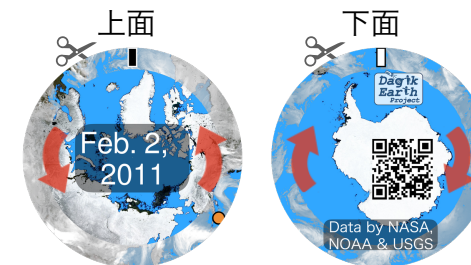 上面
下面
Feb. 2,
2011
Dagik
Earth
Project
Data by NASA,
NOAA & USGS